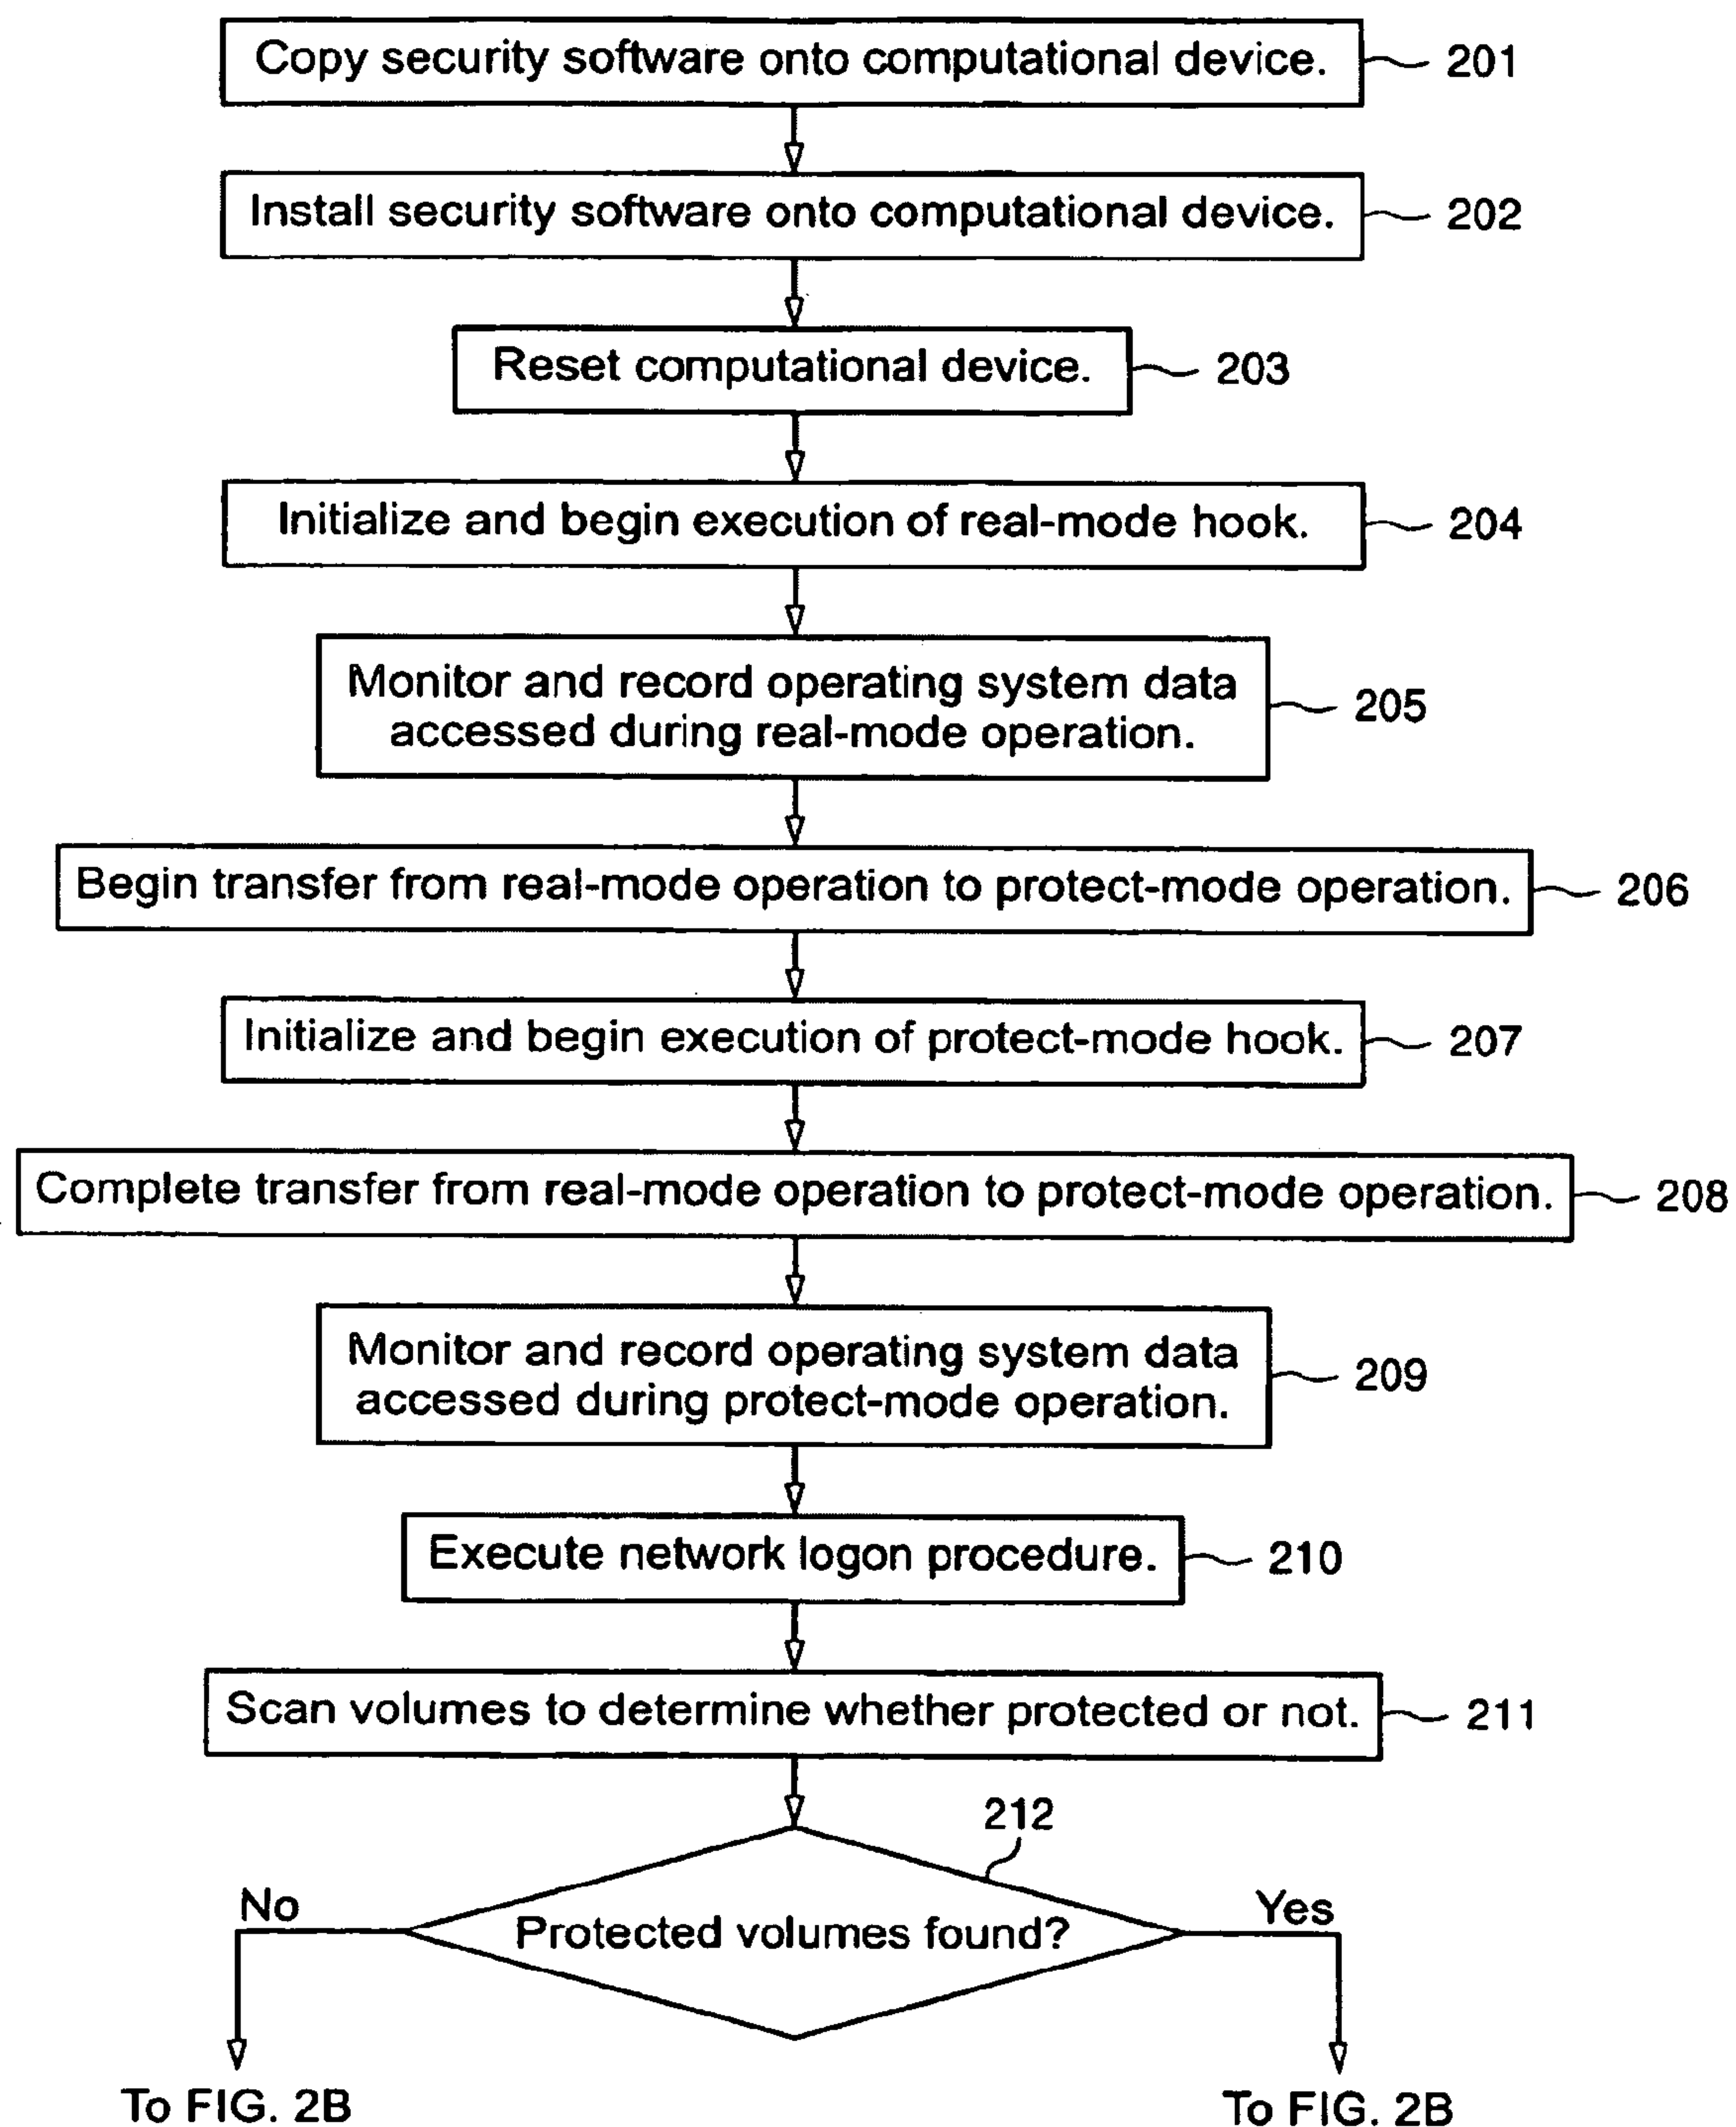 Copy security software onto computational device.
201
Install security software onto computational device.
202
Reset computational device.
203
Initialize and begin execution of real-mode hook.
204
Monitor and record operating system data
accessed during real-mode operation.
205
Begin transfer from real-mode operation to protect-mode operation.
206
Initialize and begin execution of protect-mode hook.
207
Complete transfer from real-mode operation to protect-mode operation.
208
Monitor and record operating system data
accessed during protect-mode operation.
209
Execute network logon procedure.
210
Scan volumes to determine whether protected or not.
211
212
No
Protected volumes found?
Yes
To FIG. 2B
To FIG. 2B